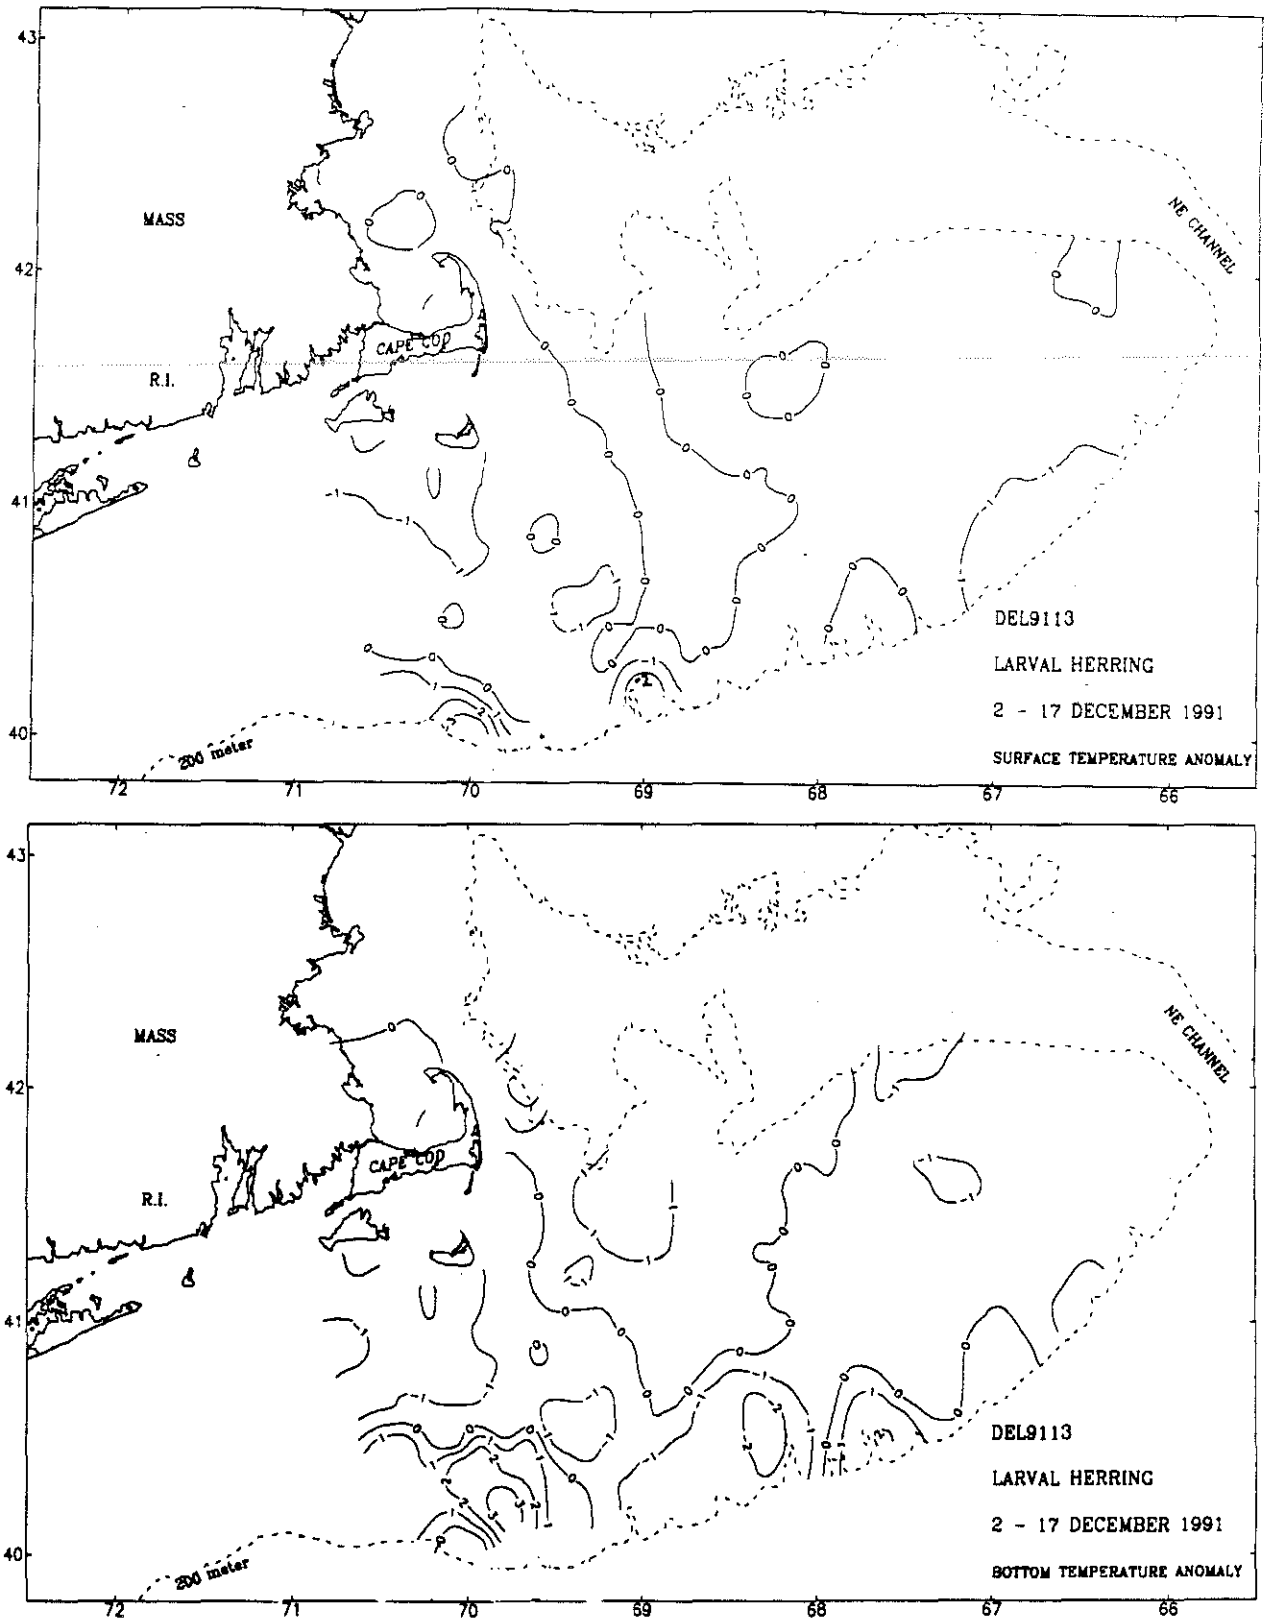 43
MASS
NE CHANNEL
42
CAPE COD
R.I.
41
DEL9113
LARVAL HERRING
2 - 17 DECEMBER 1991
40
200 meter
SURFACE TEMPERATURE ANOMALY
72 71 70 69 68 67 66
43
MASS
NE CHANNEL
42
CAPE COD
R.I.
41
DEL9113
LARVAL HERRING
2 - 17 DECEMBER 1991
40
200 meter
BOTTOM TEMPERATURE ANOMALY
72 71 70 69 68 67 66